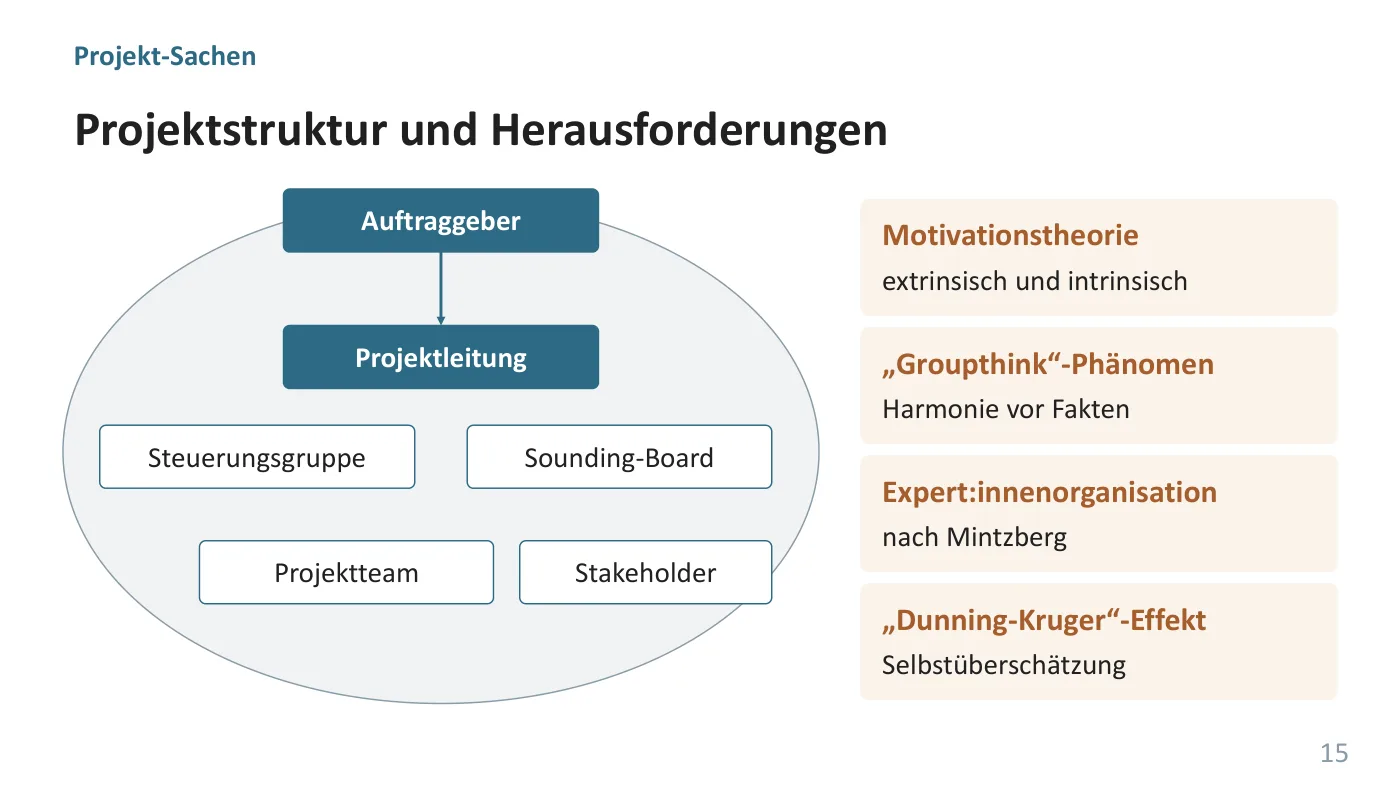 Projekt-Sachen
Projektstruktur und Herausforderungen
Auftraggeber
Projektleitung
Steuerungsgruppe
Sounding-Board
Projektteam
Stakeholder
Motivationstheorie
extrinsisch und intrinsisch
„Groupthink“-Phänomen
Harmonie vor Fakten
Expert:innenorganisation
nach Mintzberg
„Dunning-Kruger“-Effekt
Selbstüberschätzung
15